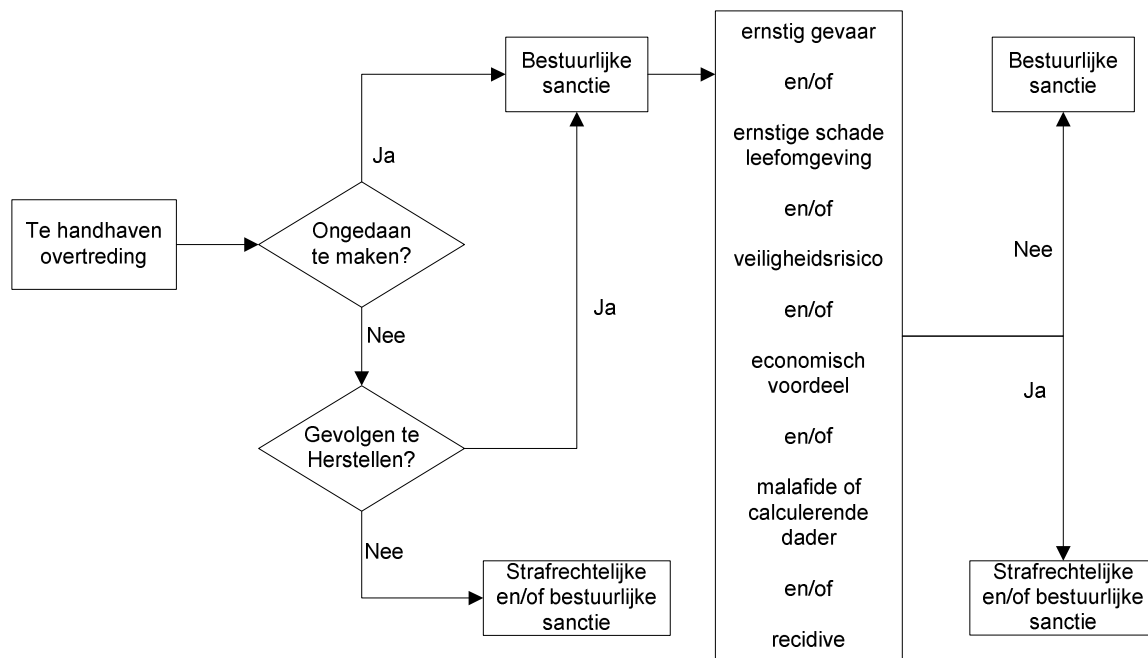 Te handhaven
overtreding
Ongedaan
te maken?
Ja
Nee
Gevolgen te
Herstellen?
Ja
Nee
Bestuurlijke
sanctie
Strafrechtelijke
en/of bestuurlijke
sanctie
ernstig gevaar
en/of
ernstige schade
leefomgeving
en/of
veiligheidsrisico
en/of
economisch
voordeel
en/of
malafide of
calculerende
dader
en/of
recidive
Nee
Bestuurlijke
sanctie
Ja
Strafrechtelijke
en/of bestuurlijke
sanctie